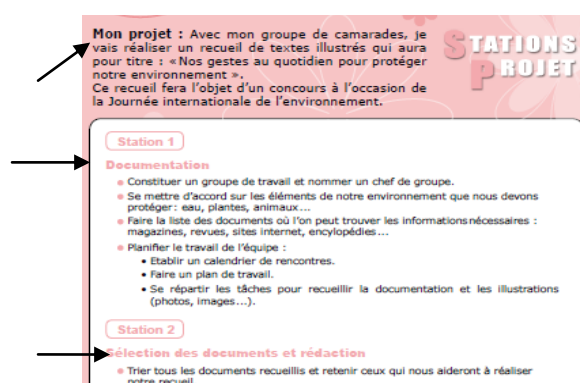 Mon projet : Avec mon groupe de camarades, je
vais réaliser un recueil de textes illustrés qui aura
pour titre : «Nos gestes au quotidien pour protéger
notre environnement ».
Ce recueil fera l'objet d'un concours à l'occasion de
la Journée internationale de l'environnement.
STATIONS
PROJET
Station 1
Documentation
Constituer un groupe de travail et nommer un chef de groupe.
Se mettre d'accord sur les éléments de notre environnement que nous devons
protéger: eau, plantes, animaux...
Faire la liste des documents où l'on peut trouver les informations nécessaires :
magazines, revues, sites internet, encylopédies...
Planifier le travail de l'équipe :
• Etablir un calendrier de rencontres.
• Faire un plan de travail.
• Se répartir les tâches pour recueillir la documentation et les illustrations
(photos, images...).
Station 2
Sélection des documents et rédaction
Trier tous les documents recueillis et retenir ceux qui nous aideront à réaliser
notre recueil